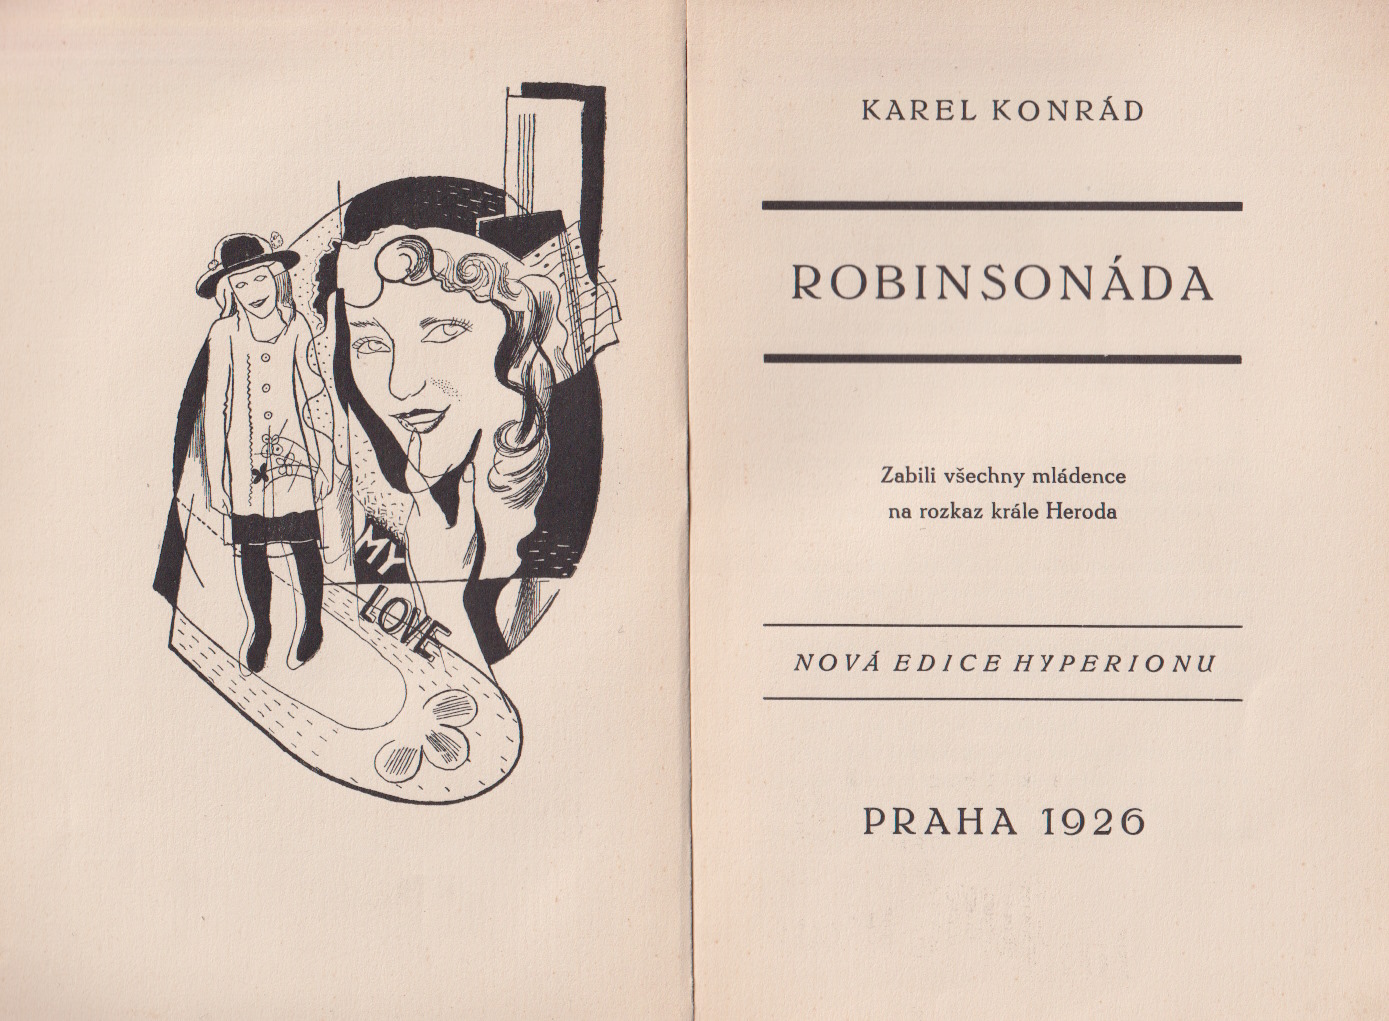 MY
LOVE
KAREL KONRÁD
ROBINSONÁDA
Zabili všechny mládence
na rozkaz krále Heroda
NOVÁ EDICE HYPERIONU
PRAHA 1926